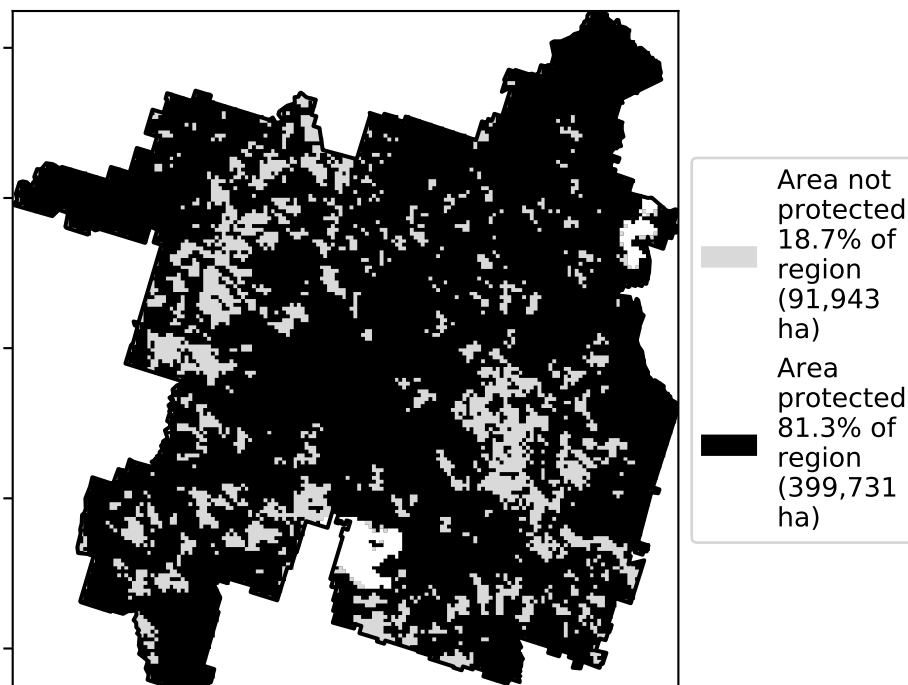 Area not
protected
18.7% of
region
(91,943
ha)
Area
protected
81.3% of
region
(399,731
ha)